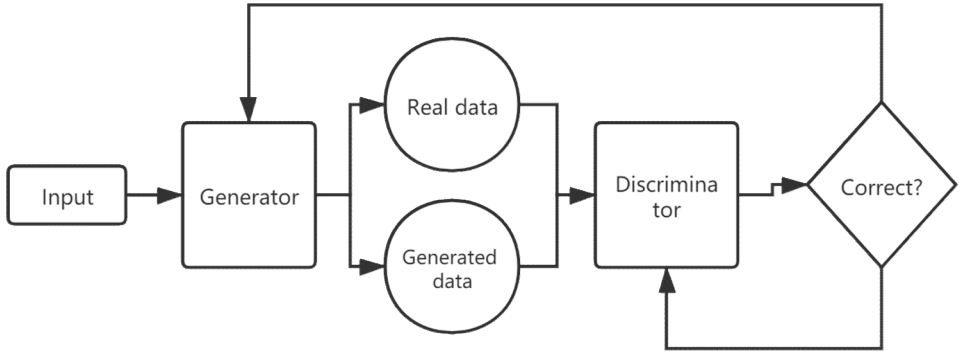 Input
Generator
Real data
Generated
data
Discrimina
tor
Correct?